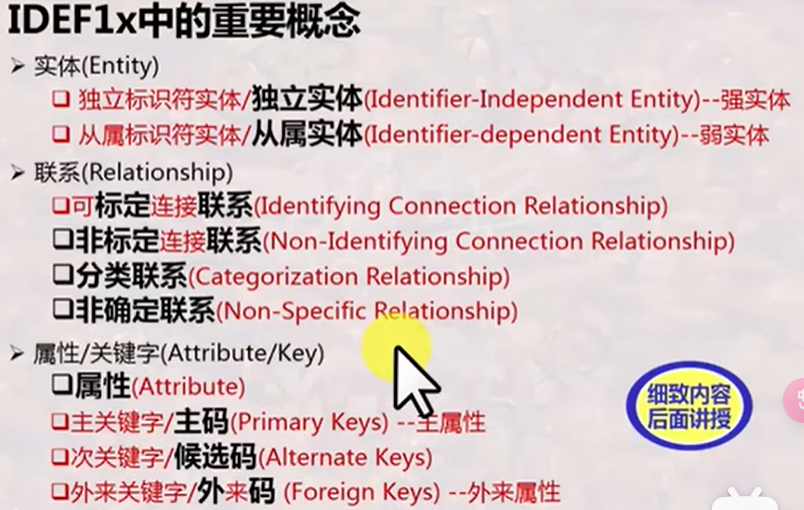 IDEF1x中的重要概念
➢ 实体(Entity)
❑ 独立标识符实体/独立实体(Identifier-Independent Entity)--强实体
❑ 从属标识符实体/从属实体(Identifier-dependent Entity)--弱实体
➢ 联系(Relationship)
❑可标定连接联系(Identifying Connection Relationship)
❑非标定连接联系(Non-Identifying Connection Relationship)
❑分类联系(Categorization Relationship)
❑非确定联系(Non-Specific Relationship)
➢ 属性/关键字(Attribute/Key)
❑属性(Attribute)
❑主关键字/主码(Primary Keys) --主属性
❑次关键字/候选码(Alternate Keys)
❑外来关键字/外来码 (Foreign Keys) --外来属性
细致内容
后面讲授